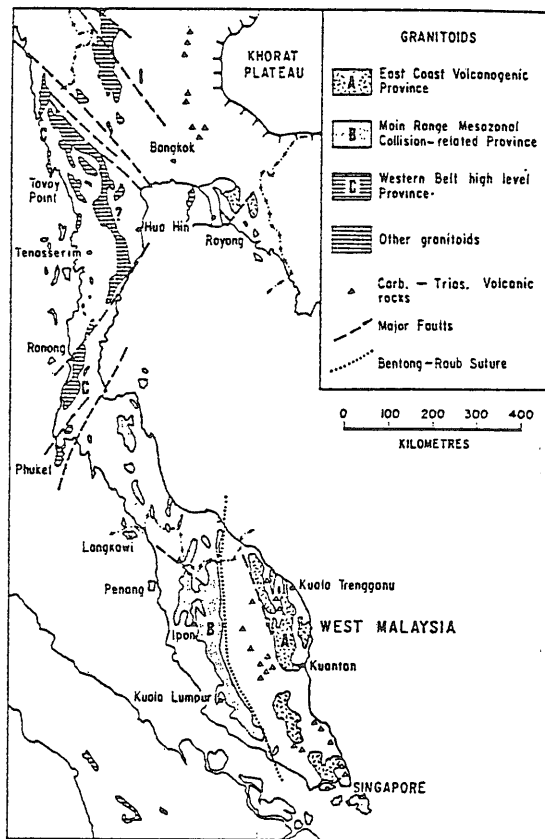 KHORAT
PLATEAU
Bangkok
C
Tavoy
Point
?
Hua Hin
Rayong
Tenasserim
Ranong
C
Phuket
Langkawi
Penang
Ipoh
B
Kuala Lumpur
Kuala Trengganu
WEST MALAYSIA
A
Kuantan
SINGAPORE
GRANITOIDS
A East Coast Volcanogenic
Province
B Main Range Mesozonal
Collision-related Province
C Western Belt high level
Province.
Other granitoids
Carb. – Trias. Volcanic
rocks
Major Faults
Bentong-Raub Suture
0 100 200 300 400
KILOMETRES